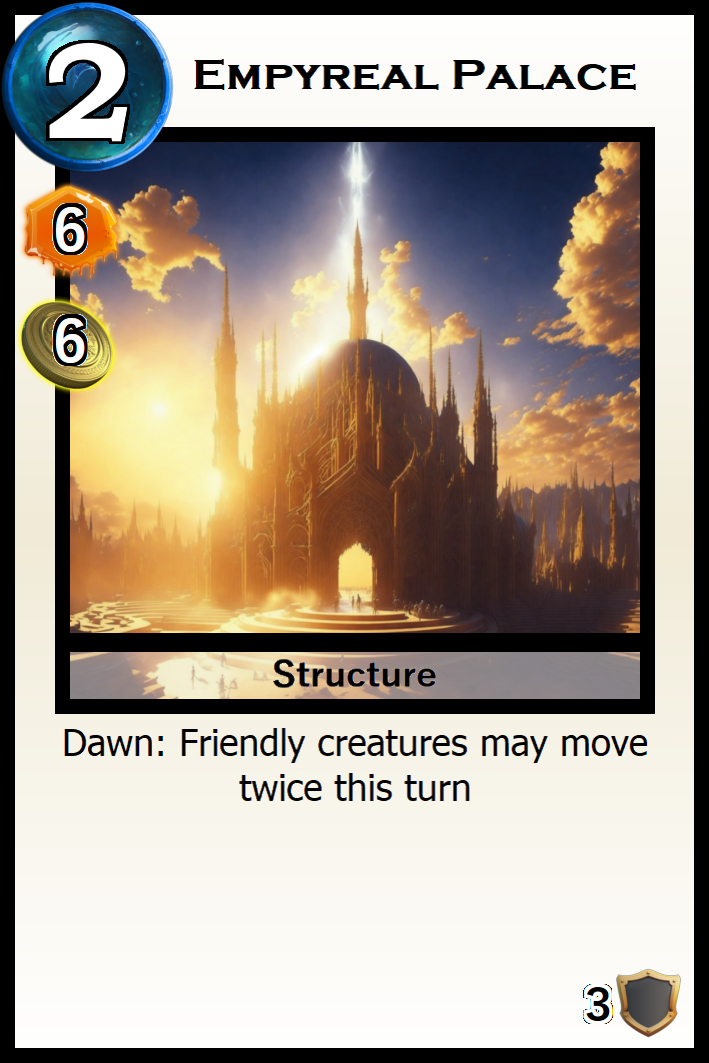 2
Empyreal Palace
6
6
Structure
Dawn: Friendly creatures may move
twice this turn
3